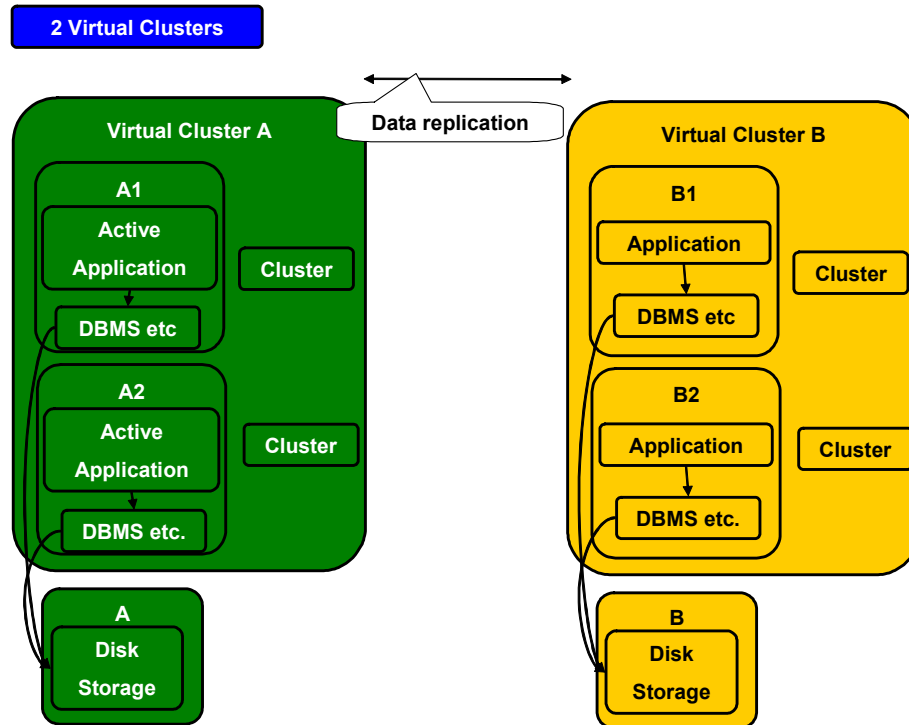 2 Virtual Clusters
Data replication
Virtual Cluster A
A1
Active
Application
DBMS etc
Cluster
A2
Active
Application
DBMS etc.
Cluster
A
Disk
Storage
Virtual Cluster B
B1
Application
DBMS etc
Cluster
B2
Application
DBMS etc.
Cluster
B
Disk
Storage